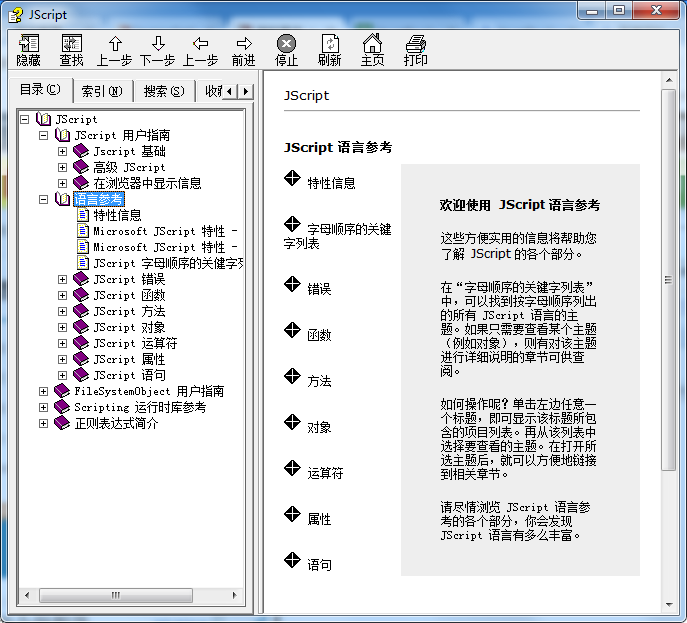 JScript
隐藏 查找 上一步 下一步 上一步 前进 停止 刷新 主页 打印
目录(C) 索引(N) 搜索(S) 收
JScript
JScript 用户指南
Jscript 基础
高级 JScript
在浏览器中显示信息
语言参考
特性信息
Microsoft JScript 特性 -
Microsoft JScript 特性 -
JScript 字母顺序的关键字列
JScript 错误
JScript 函数
JScript 方法
JScript 对象
JScript 运算符
JScript 属性
JScript 语句
FileSystemObject 用户指南
Scripting 运行时库参考
正则表达式简介
JScript
JScript 语言参考
特性信息
字母顺序的关键
字列表
错误
函数
方法
对象
运算符
属性
语句
欢迎使用 JScript 语言参考
这些方便实用的信息将帮助您
了解 JScript 的各个部分。
在“字母顺序的关键字列表”
中，可以找到按字母顺序列出
的所有 JScript 语言的主
题。如果只需要查看某个主题
（例如对象），则有对该主题
进行详细说明的章节可供查
阅。
如何操作呢？单击左边任意一
个标题，即可显示该标题所包
含的项目列表。再从该列表中
选择要查看的主题。在打开所
选主题后，就可以方便地链接
到相关章节。
请尽情浏览 JScript 语言参
考的各个部分，你会发现
JScript 语言有多么丰富。